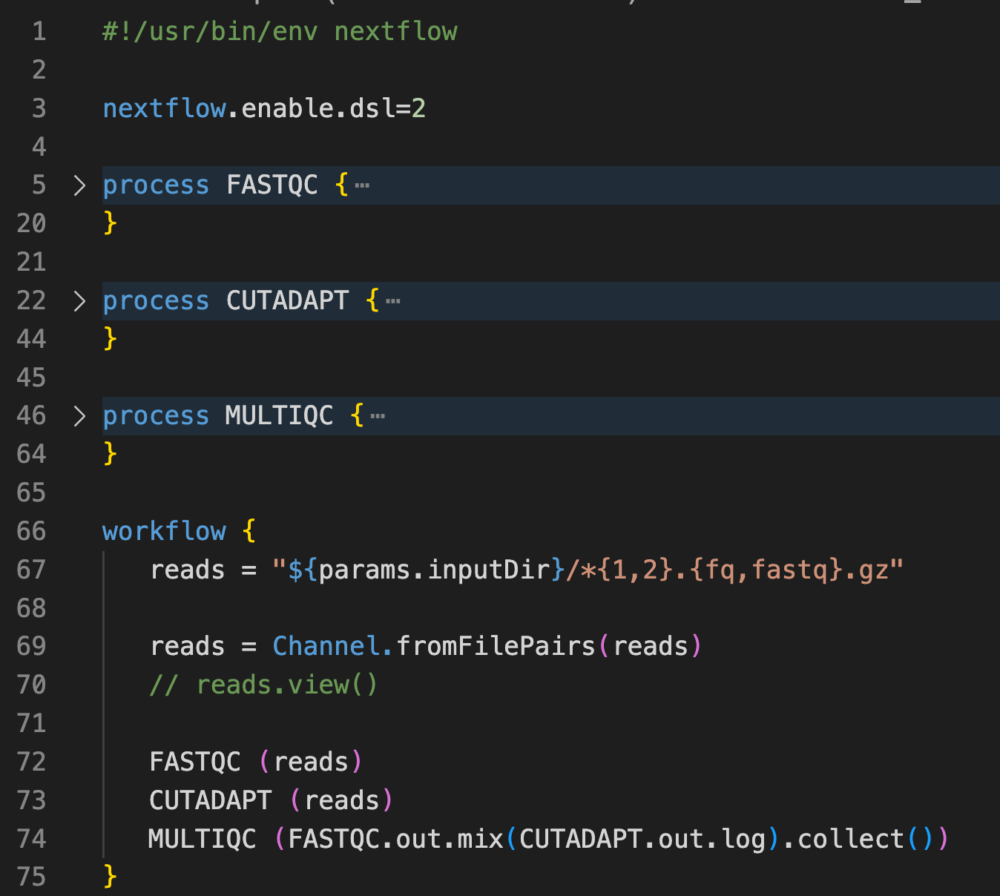 1 #!/usr/bin/env nextflow
2
3 nextflow.enable.dsl=2
4
5 > process FASTQC { ⋯
20 }
21
22 > process CUTADAPT { ⋯
44 }
45
46 > process MULTIQC { ⋯
64 }
65
66 workflow {
67 reads = "${params.inputDir}/*{1,2}.{fq,fastq}.gz"
68
69 reads = Channel.fromFilePairs(reads)
70 // reads.view()
71
72 FASTQC (reads)
73 CUTADAPT (reads)
74 MULTIQC (FASTQC.out.mix(CUTADAPT.out.log).collect())
75 }